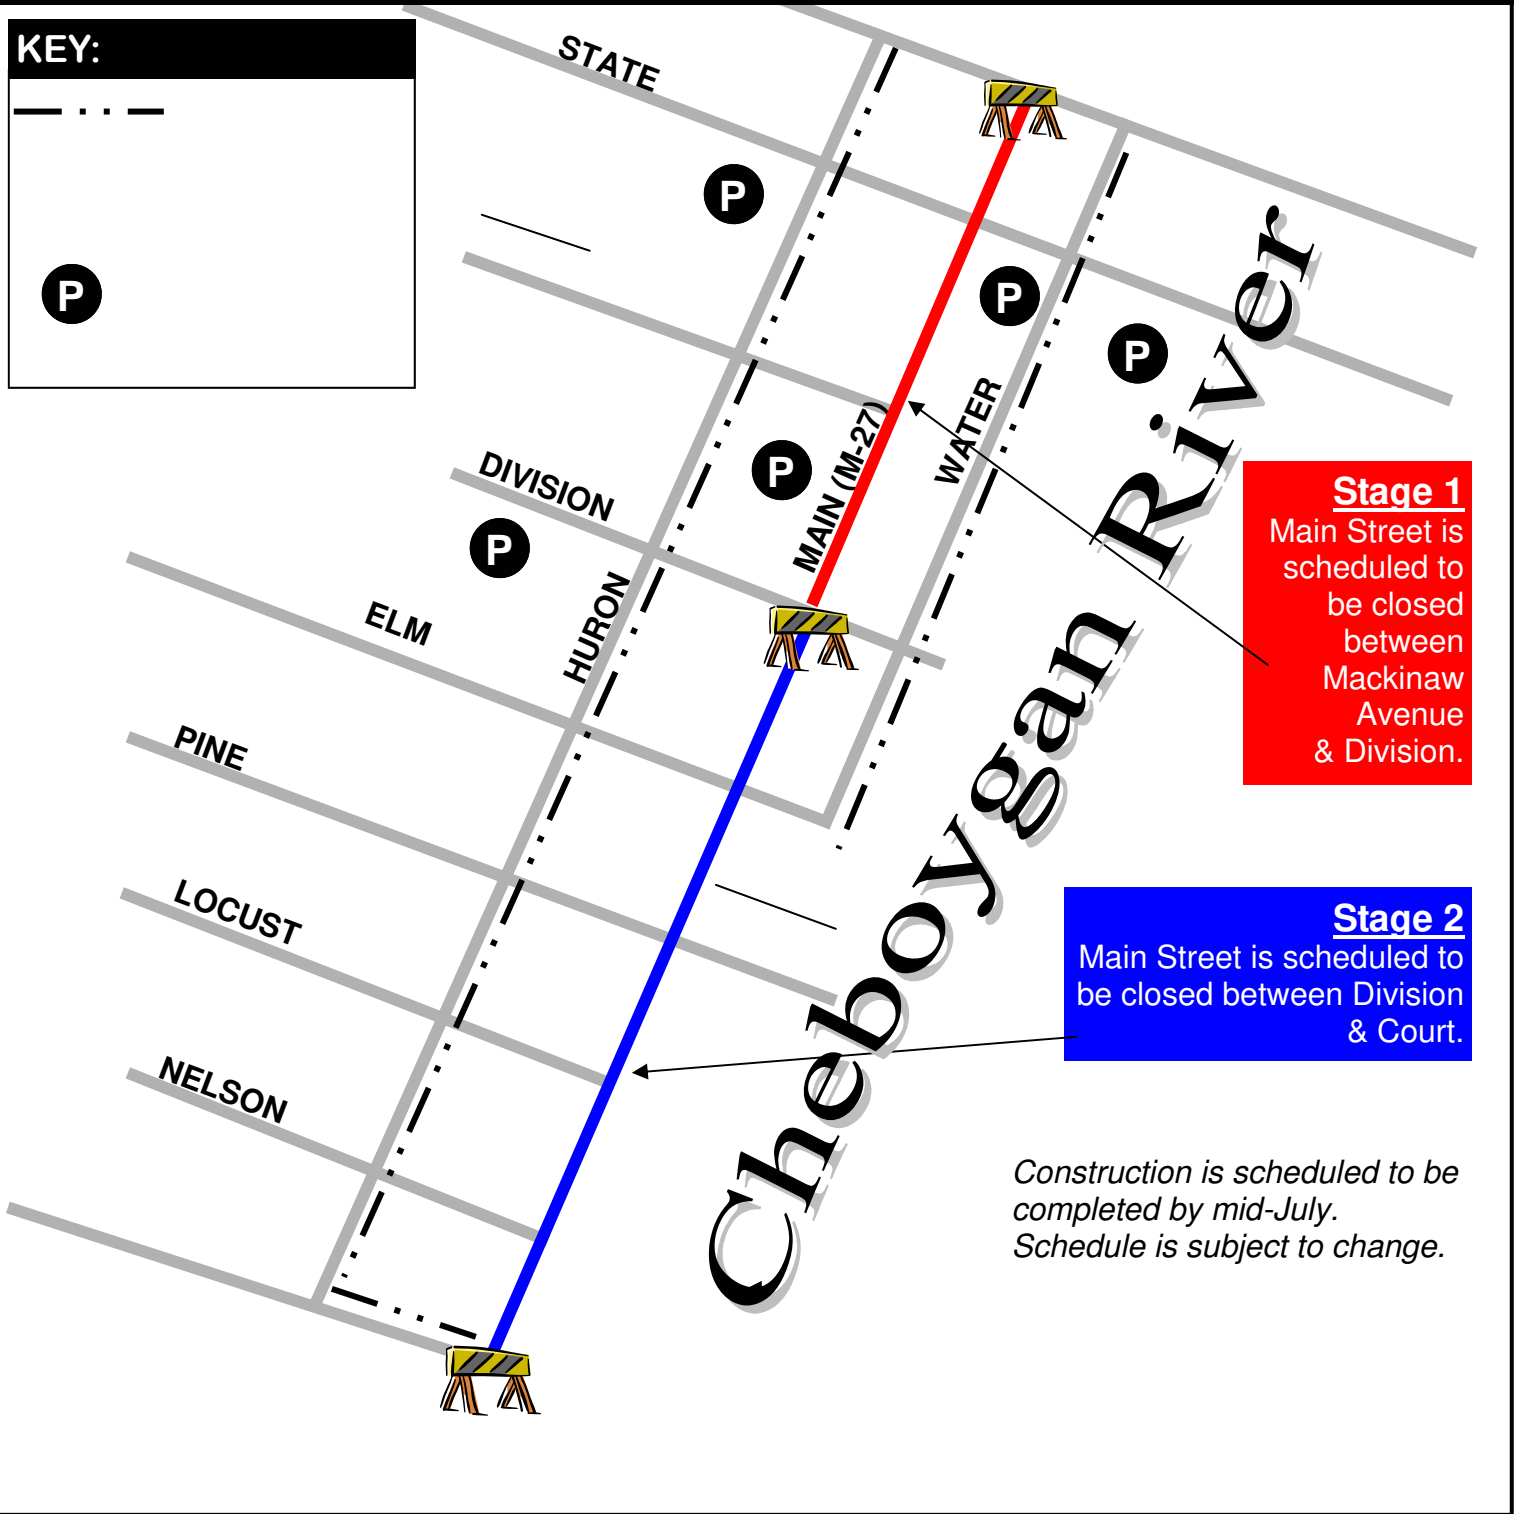 KEY:
P
STATE
P
P
P
P
DIVISION
P
MAIN (M-27)
WATER
HURON
ELM
PINE
LOCUST
NELSON
Cheboygan River
Stage 1
Main Street is
scheduled to
be closed
between
Mackinaw
Avenue
& Division.
Stage 2
Main Street is scheduled to
be closed between Division
& Court.
Construction is scheduled to be
completed by mid-July.
Schedule is subject to change.